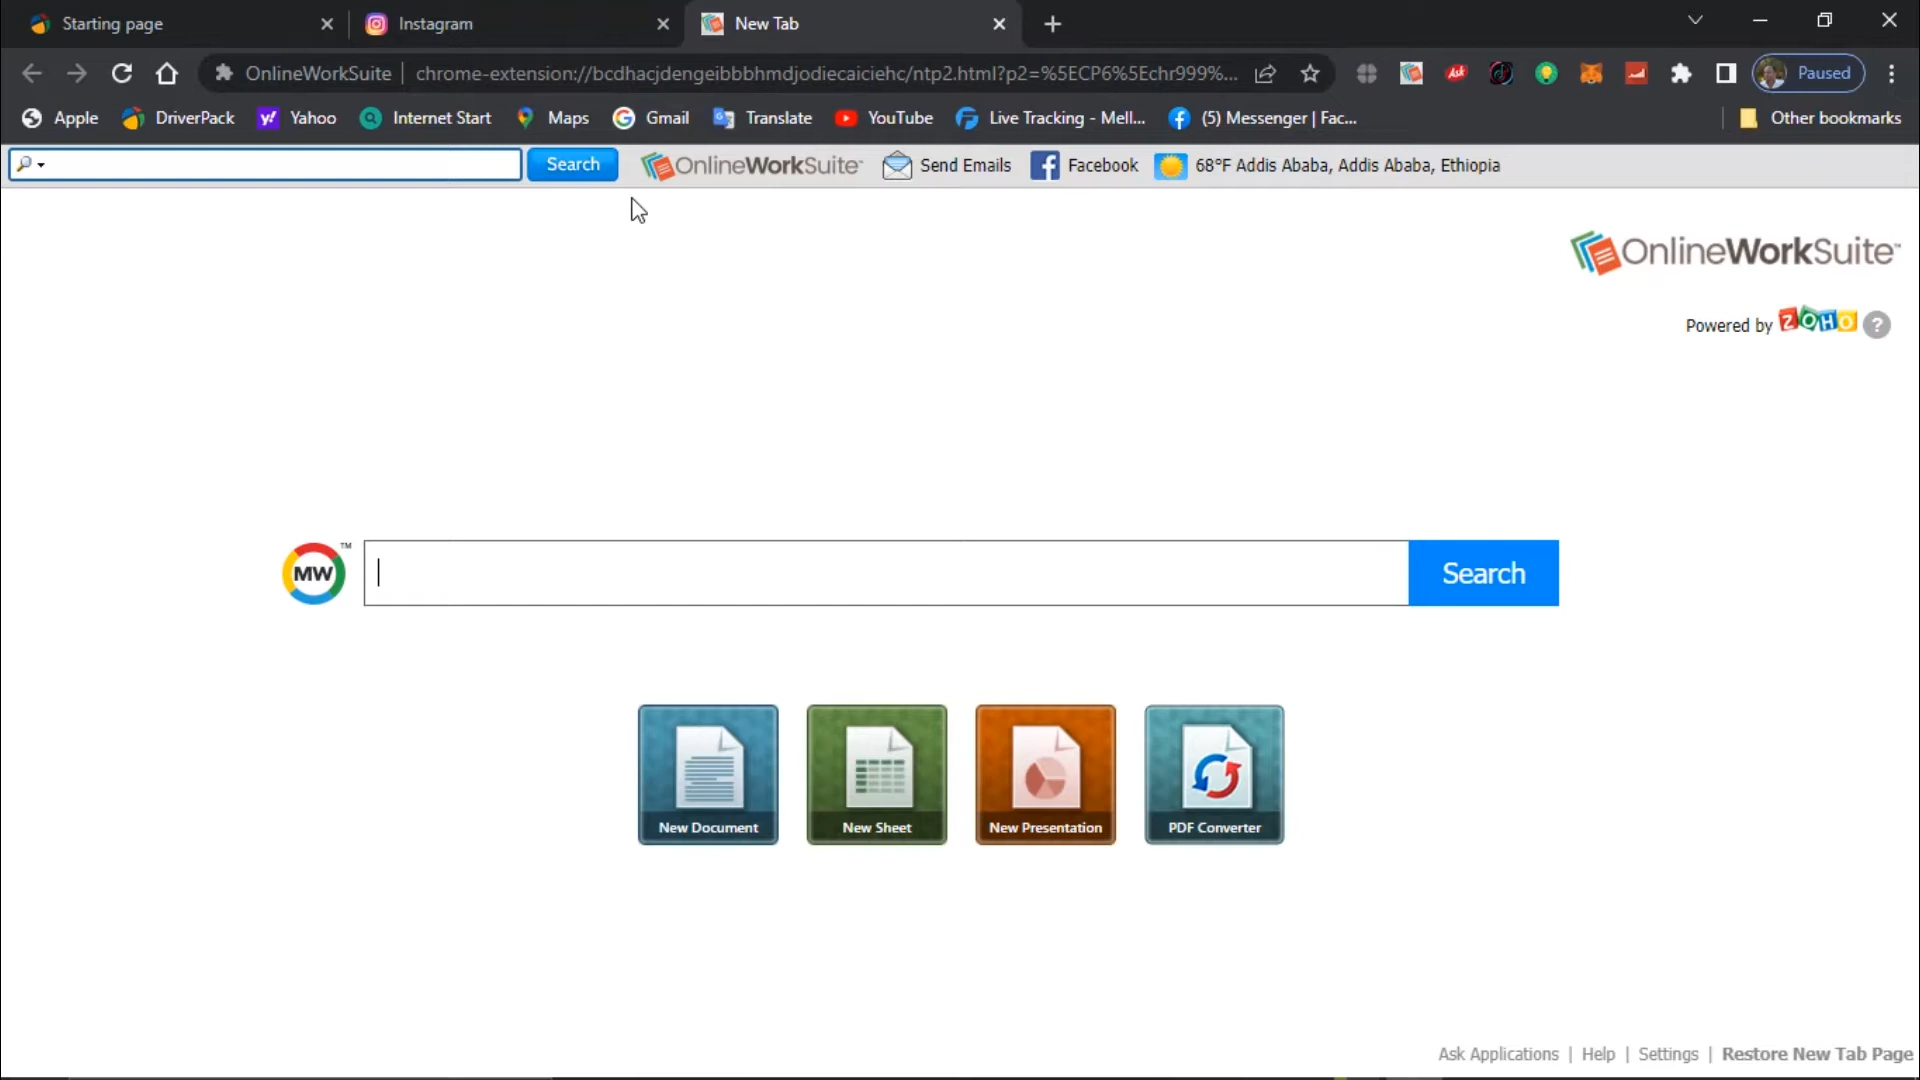 Starting page
Instagram
New Tab
OnlineWorkSuite | chrome-extension://bcdhacjdengeibbbhmdjodiecaiciehc/ntp2.html?p2=%5ECP6%5Echr999%...
Ask
Paused
Apple DriverPack y! Yahoo Internet Start Maps G Gmail Translate YouTube Live Tracking - Mell... (5) Messenger | Fac... Other bookmarks
Search OnlineWorkSuite Send Emails Facebook 68°F Addis Ababa, Addis Ababa, Ethiopia
OnlineWorkSuite™
Powered by ZOHO ?
MW™ Search
New Document New Sheet New Presentation PDF Converter
Ask Applications | Help | Settings | Restore New Tab Page